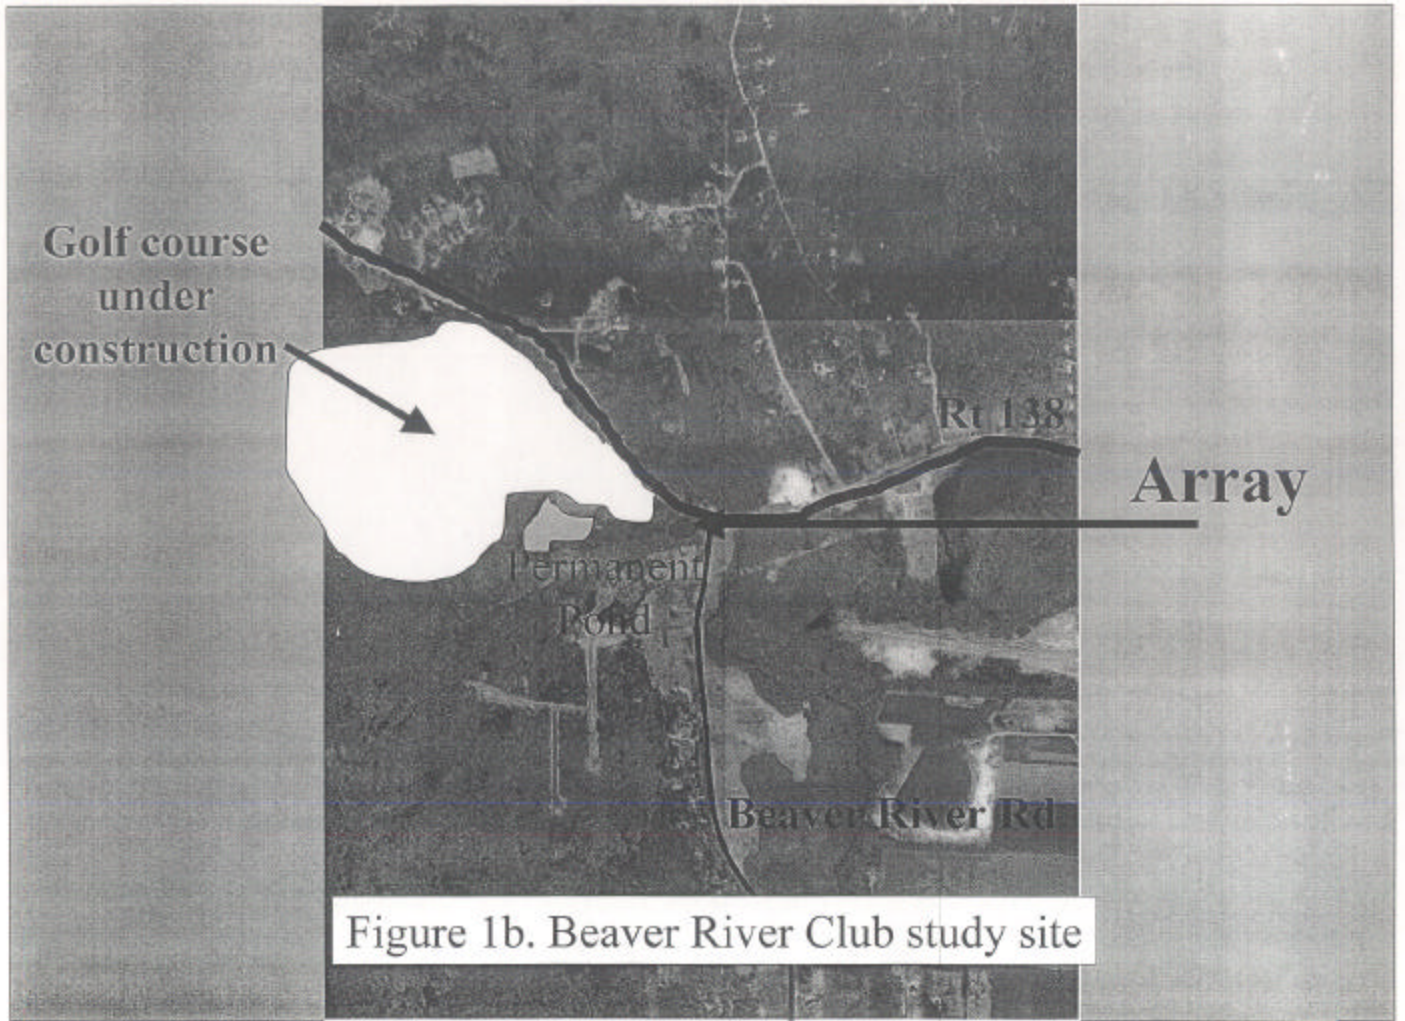 Golf course
under
construction
Rt 138
Array
Permanent
Pond
Beaver River Rd
Figure 1b. Beaver River Club study site